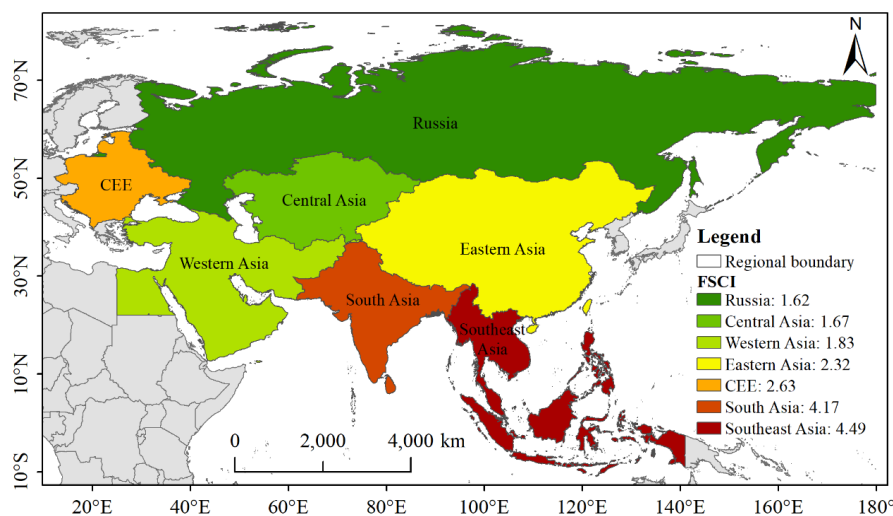 N
70°N
50°N
30°N
10°N
10°S
Russia
CEE
Central Asia
Western Asia
Eastern Asia
South Asia
Southeast
Asia
Legend
Regional boundary
FSCI
Russia: 1.62
Central Asia: 1.67
Western Asia: 1.83
Eastern Asia: 2.32
CEE: 2.63
South Asia: 4.17
Southeast Asia: 4.49
0 2,000 4,000 km
20°E 40°E 60°E 80°E 100°E 120°E 140°E 160°E 180°